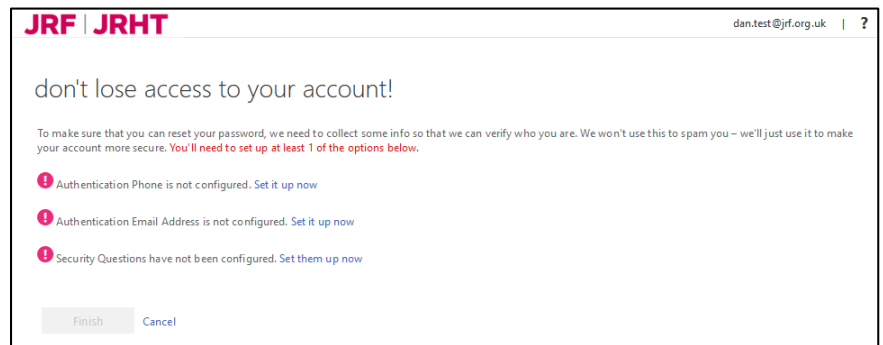 JRF | JRHT
dan.test@jrf.org.uk | ?
don't lose access to your account!
To make sure that you can reset your password, we need to collect some info so that we can verify who you are. We won't use this to spam you – we'll just use it to make
your account more secure. You'll need to set up at least 1 of the options below.
! Authentication Phone is not configured. Set it up now
! Authentication Email Address is not configured. Set it up now
! Security Questions have not been configured. Set them up now
Finish Cancel